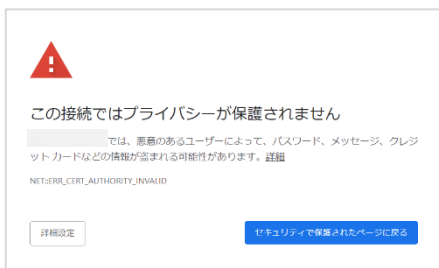 この接続ではプライバシーが保護されません
では、悪意のあるユーザーによって、パスワード、メッセージ、クレジ
ット カードなどの情報が盗まれる可能性があります。詳細
NET::ERR_CERT_AUTHORITY_INVALID
詳細設定
セキュリティで保護されたページに戻る